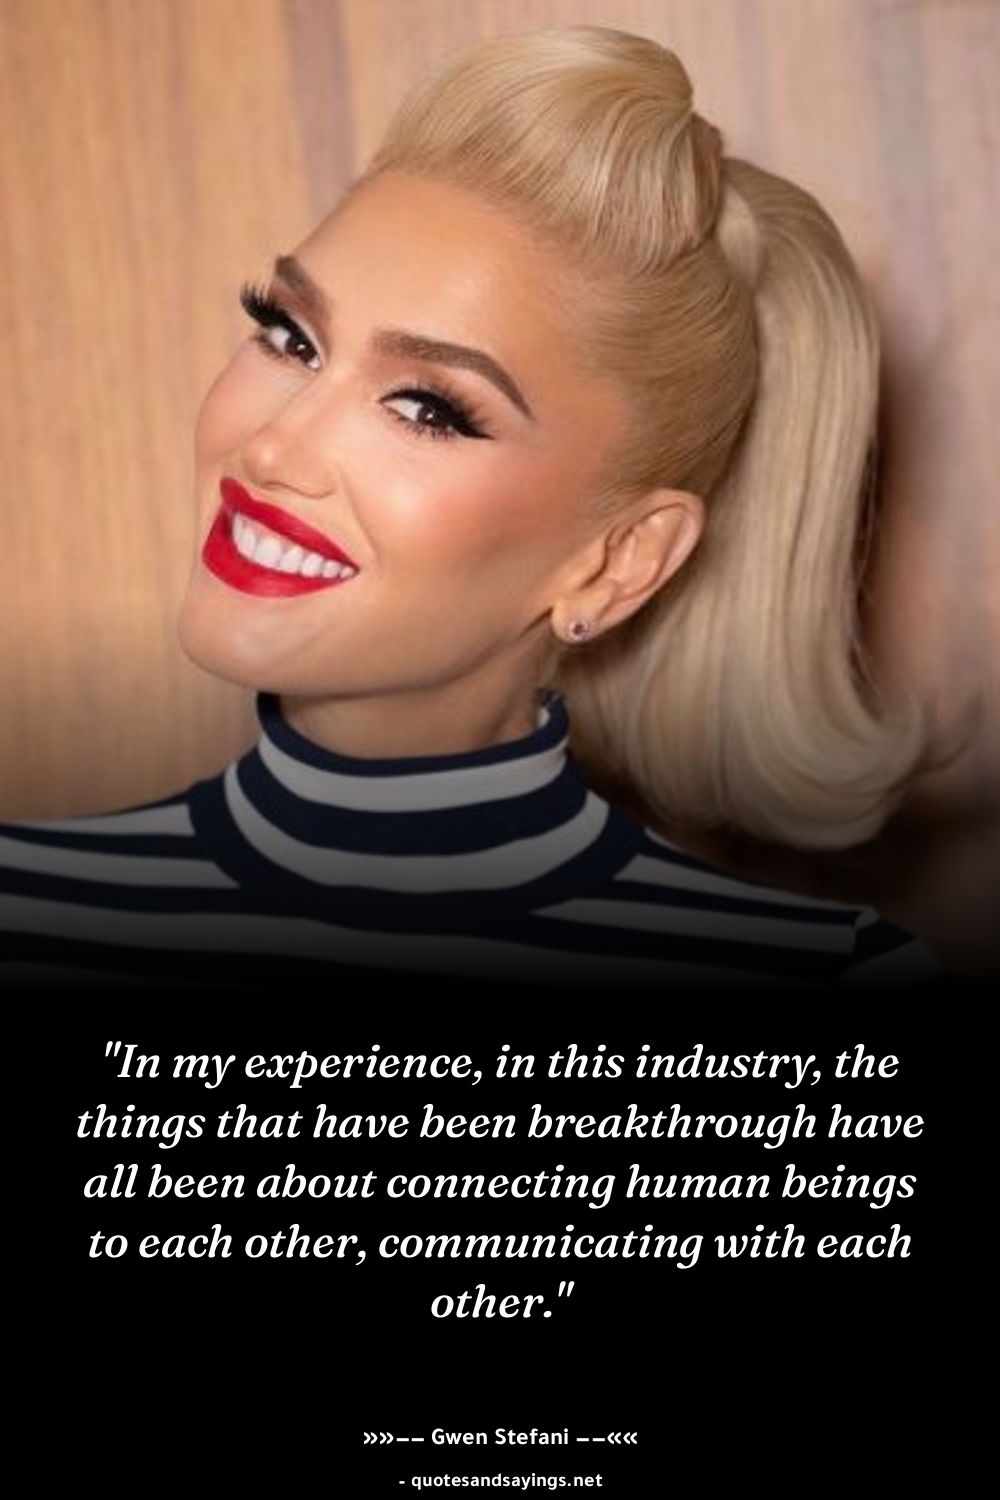 "In my experience, in this industry, the
things that have been breakthrough have
all been about connecting human beings
to each other, communicating with each
other."
»»−− Gwen Stefani −−««
- quotesandsayings.net